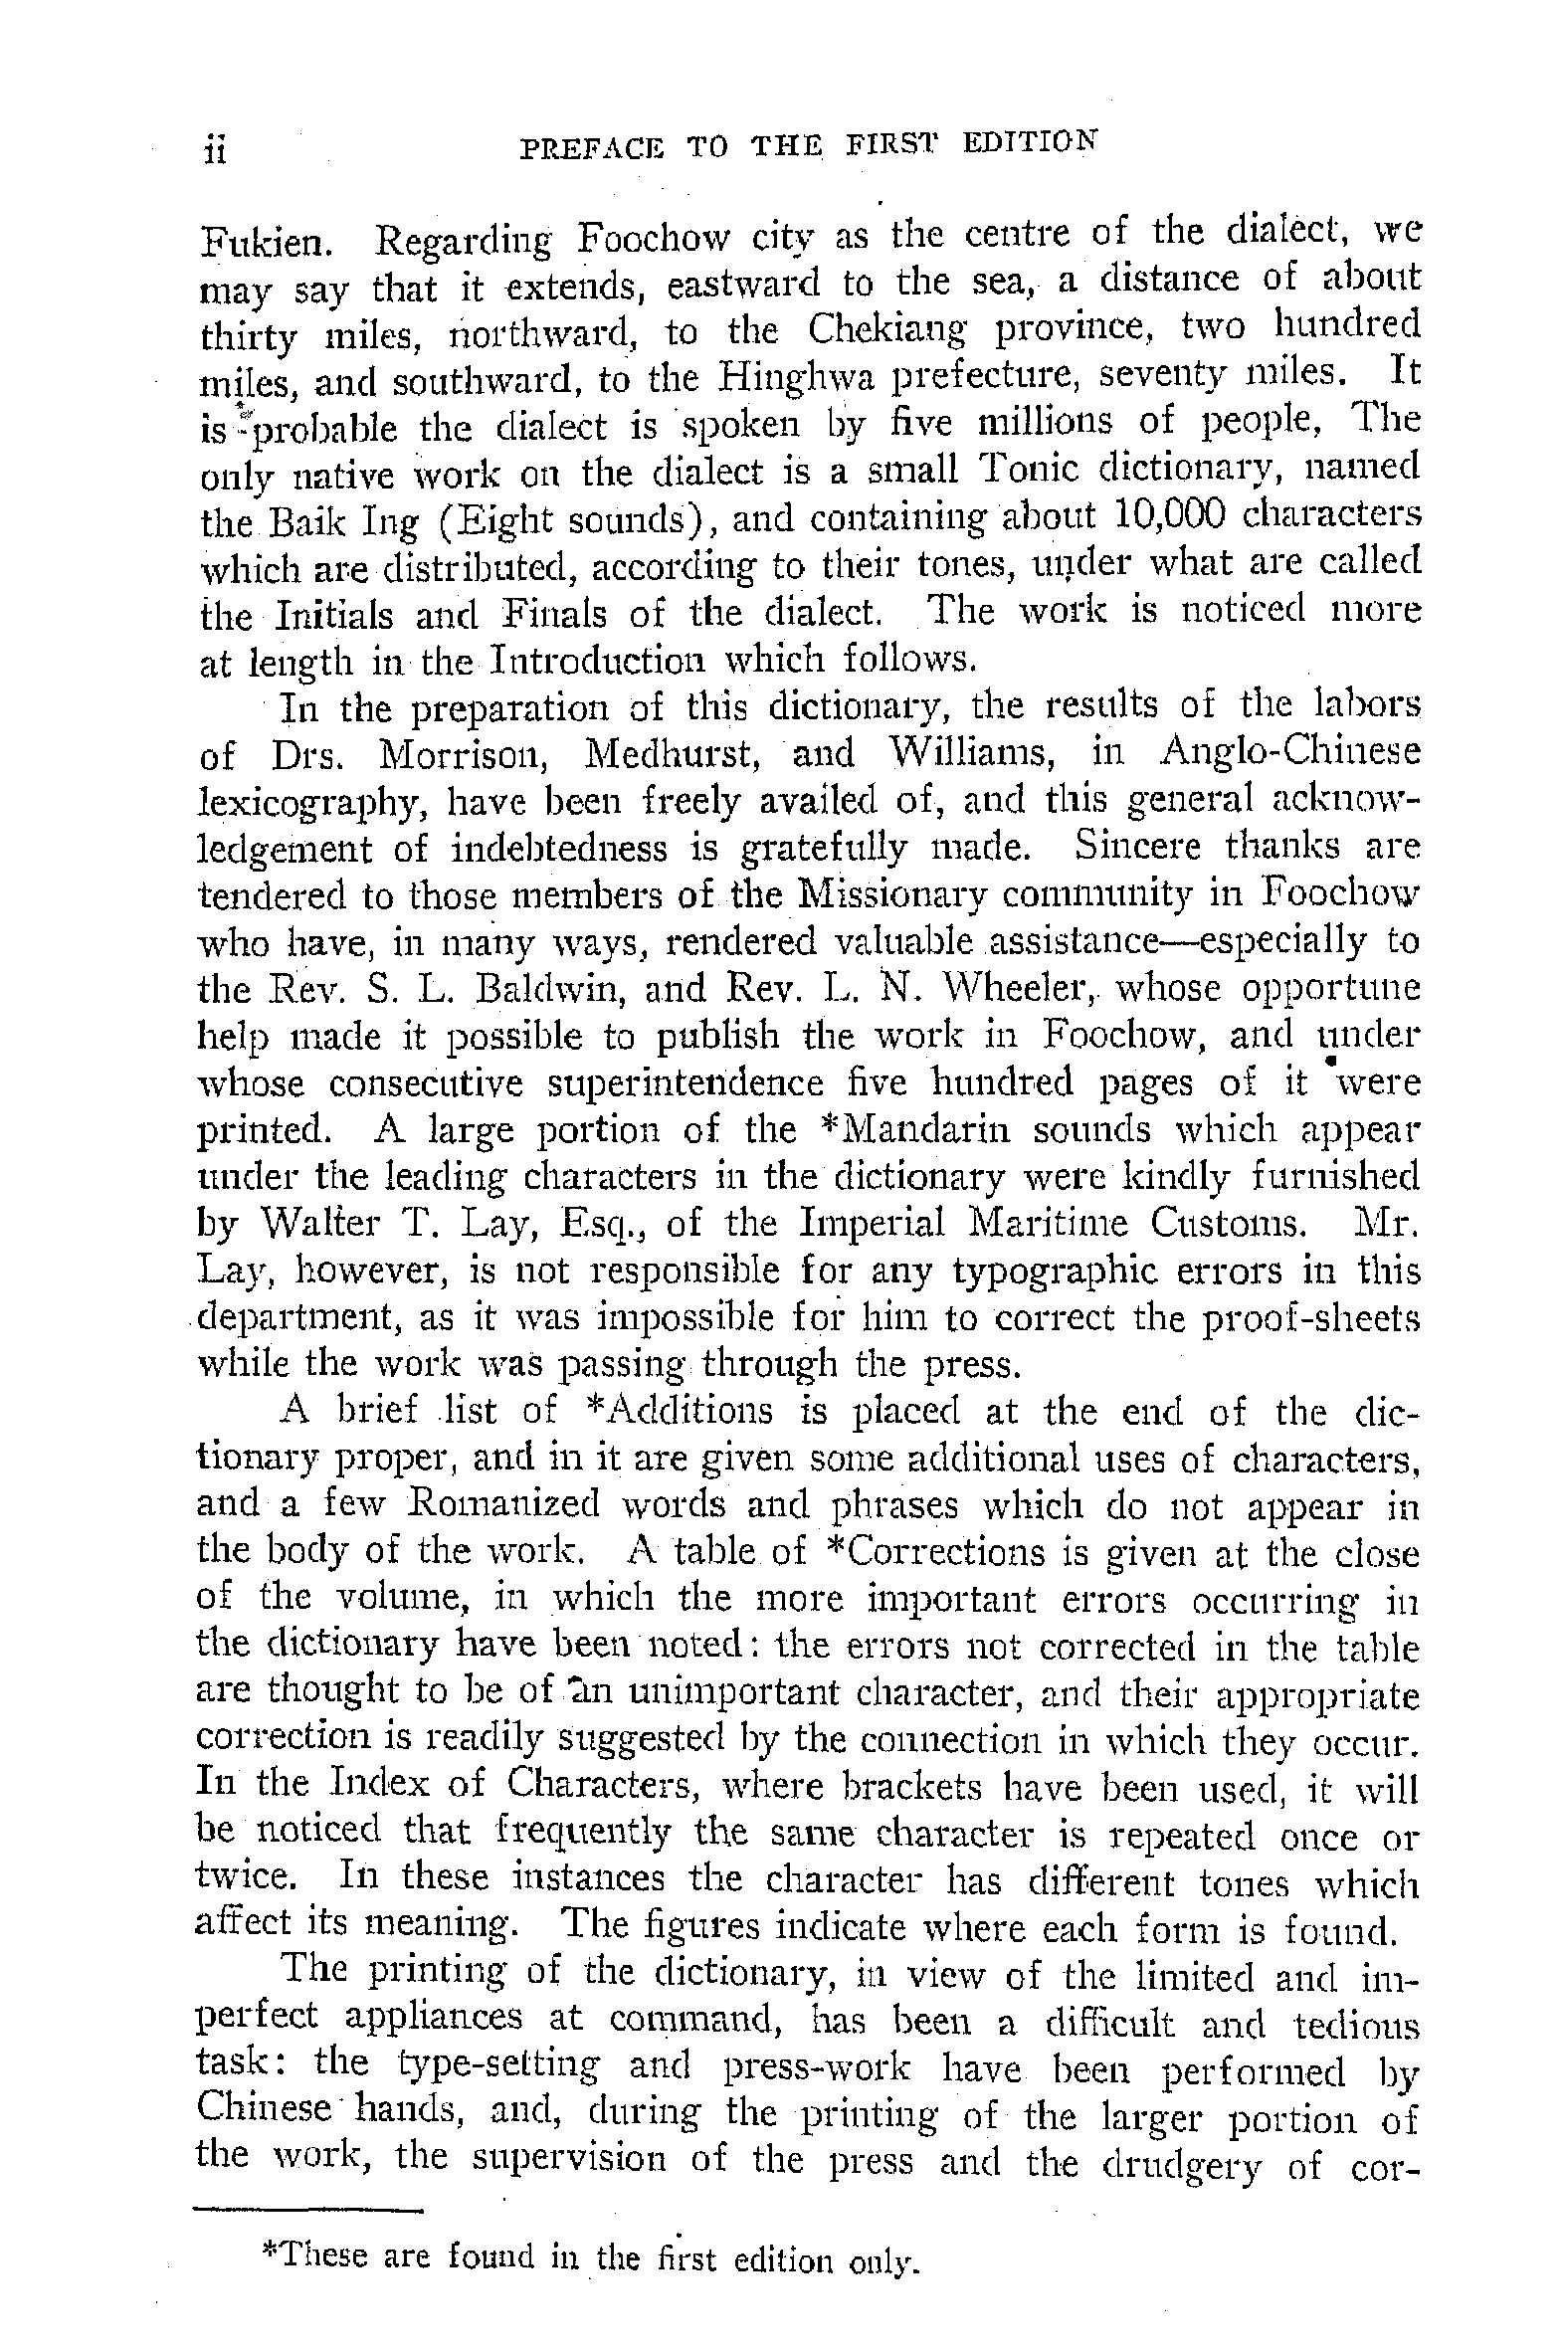 ii PREFACE TO THE FIRST EDITION
Fukien. Regarding Foochow city as the centre of the dialect, we
may say that it extends, eastward to the sea, a distance of about
thirty miles, northward, to the Chekiang province, two hundred
miles, and southward, to the Hinghwa prefecture, seventy miles. It
is probable the dialect is spoken by five millions of people, The
only native work on the dialect is a small Tonic dictionary, named
the Baik Ing (Eight sounds), and containing about 10,000 characters
which are distributed, according to their tones, under what are called
the Initials and Finals of the dialect. The work is noticed more
at length in the Introduction which follows.
In the preparation of this dictionary, the results of the labors
of Drs. Morrison, Medhurst, and Williams, in Anglo-Chinese
lexicography, have been freely availed of, and this general acknow-
ledgement of indebtedness is gratefully made. Sincere thanks are
tendered to those members of the Missionary community in Foochow
who have, in many ways, rendered valuable assistance—especially to
the Rev. S. L. Baldwin, and Rev. L. N. Wheeler, whose opportune
help made it possible to publish the work in Foochow, and under
whose consecutive superintendence five hundred pages of it were
printed. A large portion of the *Mandarin sounds which appear
under the leading characters in the dictionary were kindly furnished
by Walter T. Lay, Esq., of the Imperial Maritime Customs. Mr.
Lay, however, is not responsible for any typographic errors in this
department, as it was impossible for him to correct the proof-sheets
while the work was passing through the press.
A brief list of *Additions is placed at the end of the dic-
tionary proper, and in it are given some additional uses of characters,
and a few Romanized words and phrases which do not appear in
the body of the work. A table of *Corrections is given at the close
of the volume, in which the more important errors occurring in
the dictionary have been noted: the errors not corrected in the table
are thought to be of an unimportant character, and their appropriate
correction is readily suggested by the connection in which they occur.
In the Index of Characters, where brackets have been used, it will
be noticed that frequently the same character is repeated once or
twice. In these instances the character has different tones which
affect its meaning. The figures indicate where each form is found.
The printing of the dictionary, in view of the limited and im-
perfect appliances at command, has been a difficult and tedious
task: the type-setting and press-work have been performed by
Chinese hands, and, during the printing of the larger portion of
the work, the supervision of the press and the drudgery of cor-
*These are found in the first edition only.